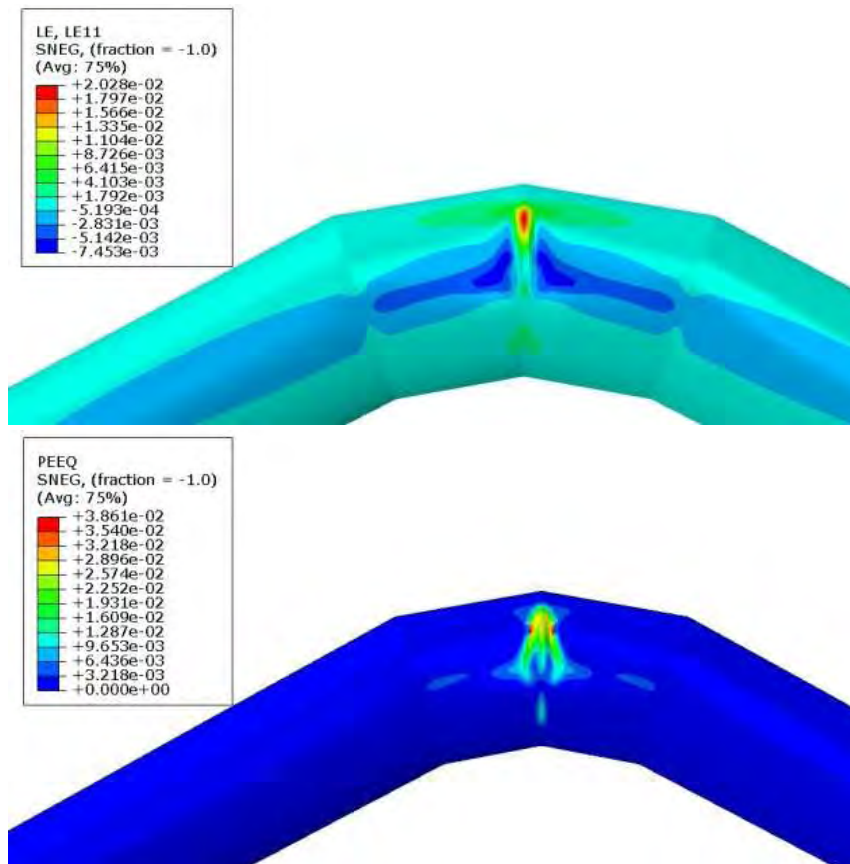 LE, LE11
SNEG, (fraction = -1.0)
(Avg: 75%)
+2.028e-02
+1.797e-02
+1.566e-02
+1.335e-02
+1.104e-02
+8.726e-03
+6.415e-03
+4.103e-03
+1.792e-03
-5.193e-04
-2.831e-03
-5.142e-03
-7.453e-03
PEEQ
SNEG, (fraction = -1.0)
(Avg: 75%)
+3.861e-02
+3.540e-02
+3.218e-02
+2.896e-02
+2.574e-02
+2.252e-02
+1.931e-02
+1.609e-02
+1.287e-02
+9.653e-03
+6.436e-03
+3.218e-03
+0.000e+00